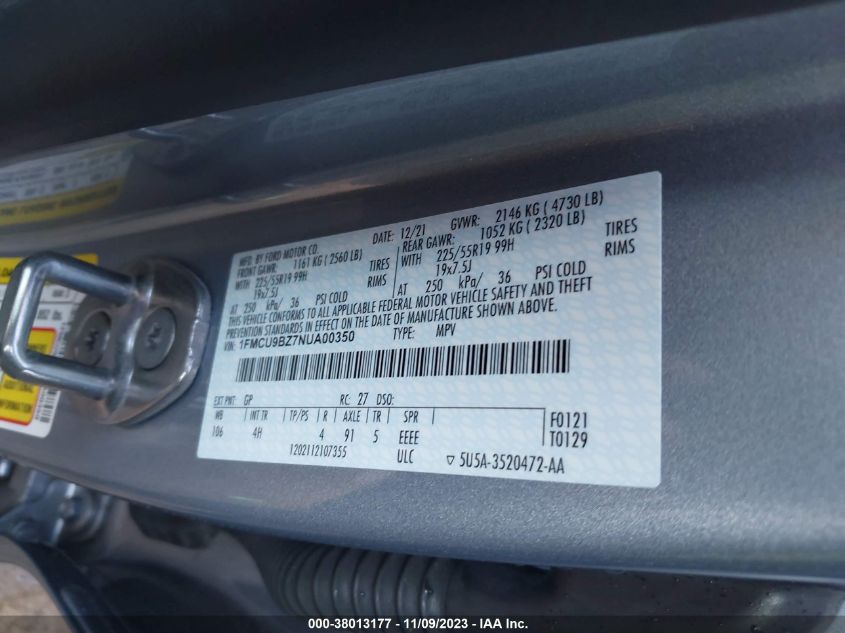 MFD. BY FORD MOTOR CO.
DATE: 12/21 GVWR: 2146 KG ( 4730 LB)
FRONT GAWR: 1161 KG ( 2560 LB)
REAR GAWR: 1052 KG ( 2320 LB)
WITH 225/55R19 99H TIRES
WITH 225/55R19 99H TIRES
19x7.5J RIMS
19x7.5J RIMS
AT 250 kPa/ 36 PSI COLD
AT 250 kPa/ 36 PSI COLD
THIS VEHICLE CONFORMS TO ALL APPLICABLE FEDERAL MOTOR VEHICLE SAFETY AND THEFT
PREVENTION STANDARDS IN EFFECT ON THE DATE OF MANUFACTURE SHOWN ABOVE.
VIN: 1FMCU9BZ7NUA00350 TYPE: MPV
EXT PNT: GP RC: 27 DSO:
WB INT TR TP/PS R AXLE TR SPR
106 4H 4 91 5 EEEE
F0121
T0129
1202112107355 ULC
▽ 5U5A-3520472-AA
000-38013177 - 11/09/2023 - IAA Inc.